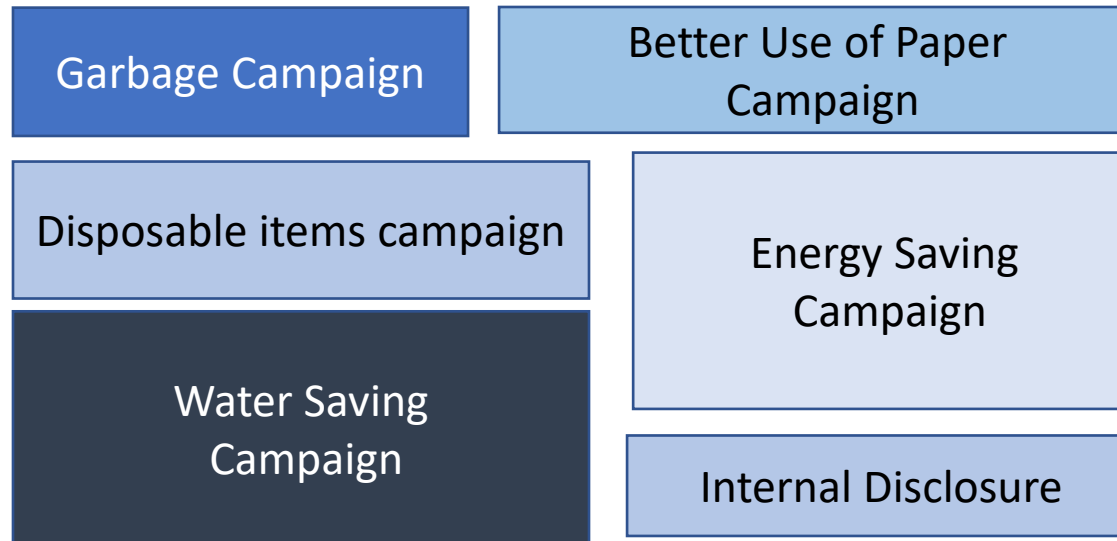 Garbage Campaign
Better Use of Paper
Campaign
Disposable items campaign
Energy Saving
Campaign
Water Saving
Campaign
Internal Disclosure